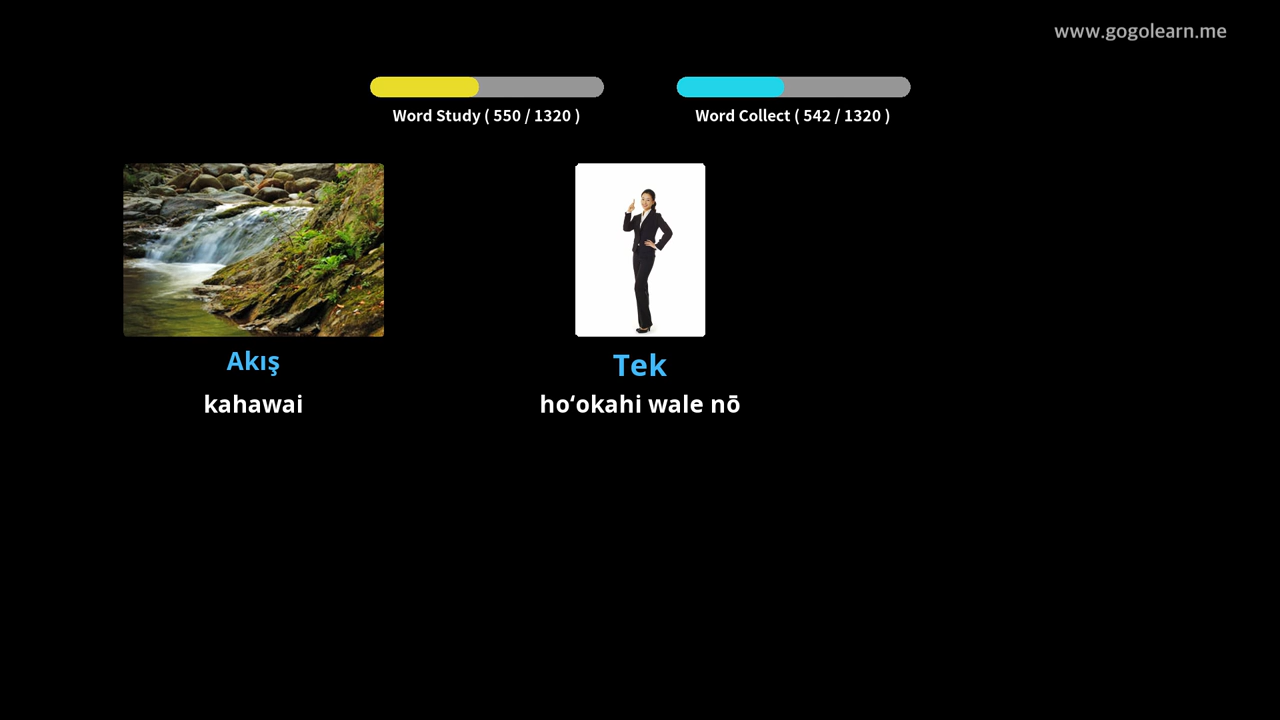 www.gogolearn.me
Word Study ( 550 / 1320 )
Word Collect ( 542 / 1320 )
Akış
kahawai
Tek
hoʻokahi wale nō